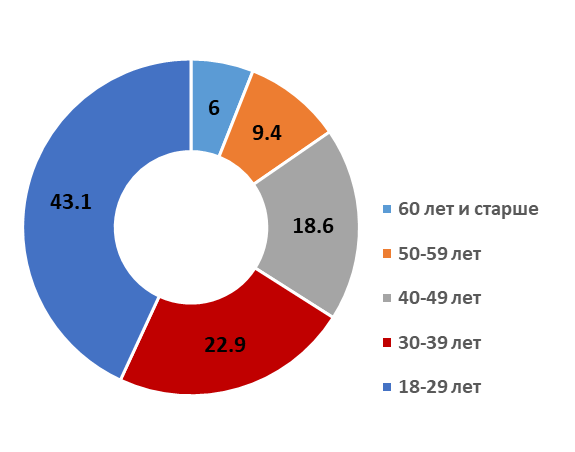 6
9.4
43.1
18.6
22.9
60 лет и старше
50-59 лет
40-49 лет
30-39 лет
18-29 лет